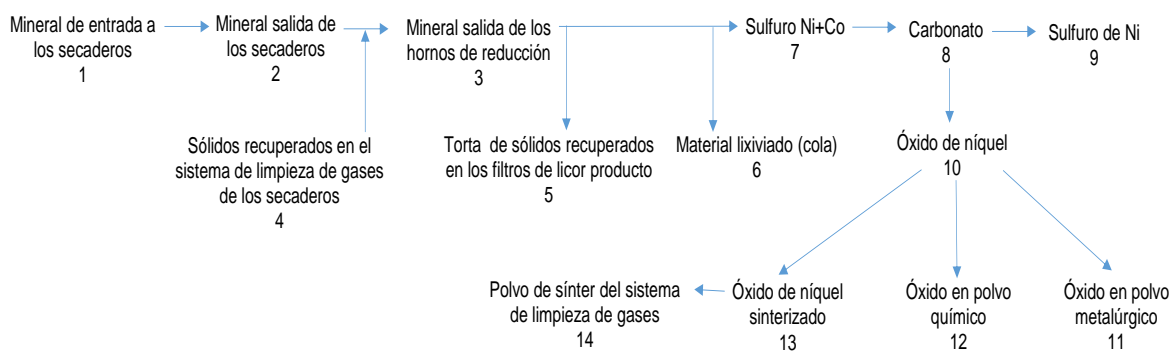 Mineral de entrada a
los secaderos
1
Mineral salida de
los secaderos
2
Mineral salida de los
hornos de reducción
3
Sulfuro Ni+Co
7
Carbonato
8
Sulfuro de Ni
9
Sólidos recuperados en el
sistema de limpieza de gases
de los secaderos
4
Torta de sólidos recuperados
en los filtros de licor producto
5
Material lixiviado (cola)
6
Óxido de níquel
10
Polvo de sínter del sistema
de limpieza de gases
14
Óxido de níquel
sinterizado
13
Óxido en polvo
químico
12
Óxido en polvo
metalúrgico
11